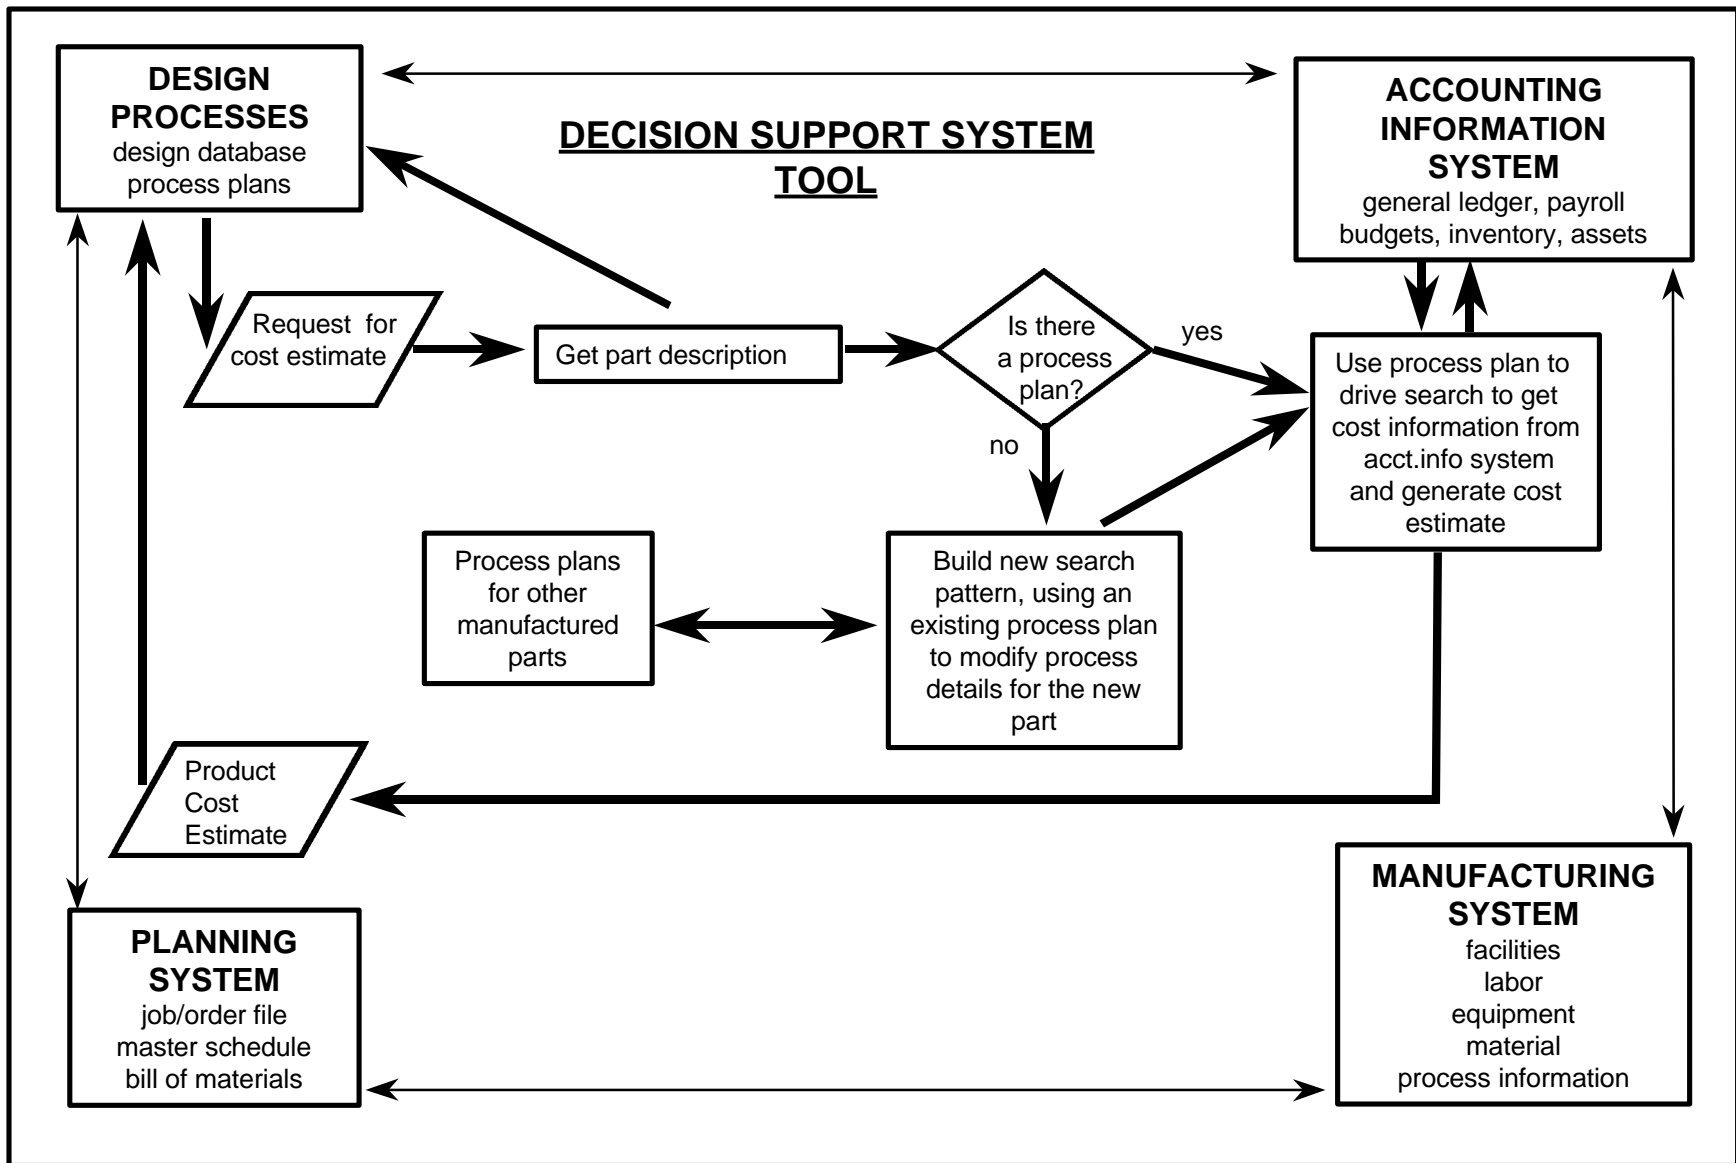 DESIGN
PROCESSES
design database
process plans
DECISION SUPPORT SYSTEM
TOOL
ACCOUNTING
INFORMATION
SYSTEM
general ledger, payroll
budgets, inventory, assets
Request for
cost estimate
Get part description
Is there
a process
plan?
yes
no
Use process plan to
drive search to get
cost information from
acct.info system
and generate cost
estimate
Process plans
for other
manufactured
parts
Build new search
pattern, using an
existing process plan
to modify process
details for the new
part
Product
Cost
Estimate
PLANNING
SYSTEM
job/order file
master schedule
bill of materials
MANUFACTURING
SYSTEM
facilities
labor
equipment
material
process information